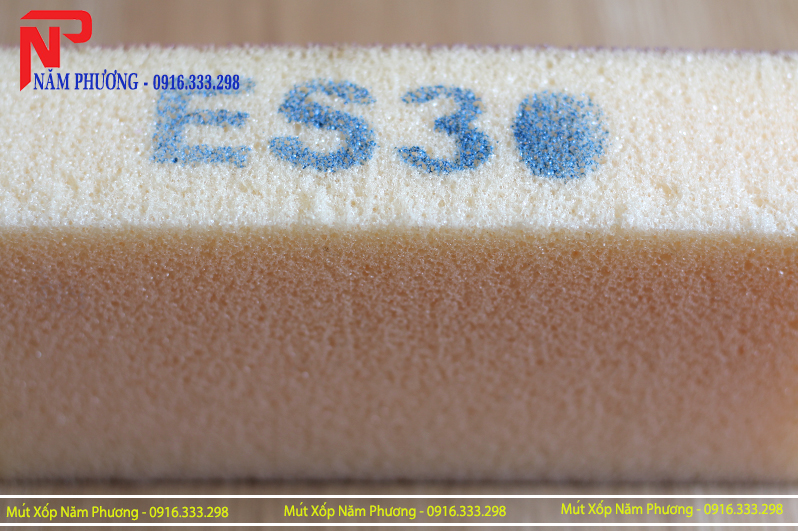 NP
NĂM PHƯƠNG - 0916.333.298
ES30
Mút Xốp Năm Phương - 0916.333.298 Mút Xốp Năm Phương - 0916.333.298 Mút Xốp Năm Phương - 0916.333.298